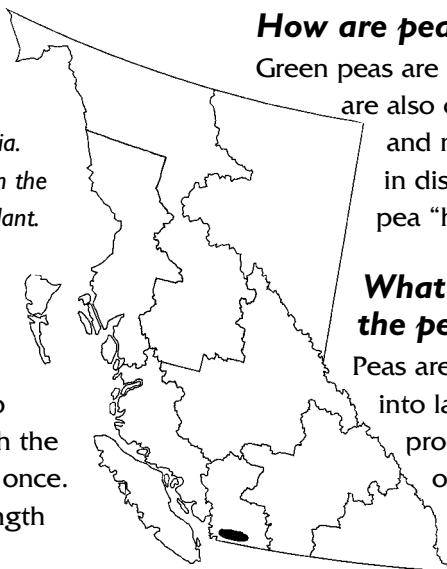 ia.
n the
lant.
h the
once.
ngth
How are pea
Green peas are
are also
and
in dis
pea “h
What
the pe
Peas are
into la
pro
o